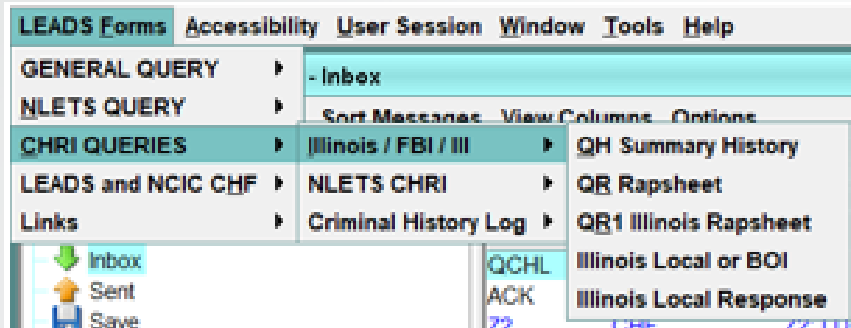 LEADS Forms Accessibility User Session Window Tools Help
GENERAL QUERY
- Inbox
NLETS QUERY
Sort Messages View Columns Options
CHRI QUERIES Illinois / FBI / III QH Summary History
LEADS and NCIC CHF NLETS CHRI QR Rapsheet
Links Criminal History Log QR1 Illinois Rapsheet
Inbox QCHL Illinois Local or BOI
Sent ACK Illinois Local Response
Save